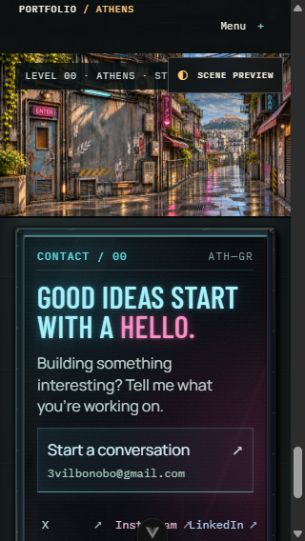 PORTFOLIO / ATHENS
Menu +
LEVEL 00 · ATHENS · ST
SCENE PREVIEW
ENTER
CONTACT / 00
ATH—GR
GOOD IDEAS START
WITH A HELLO.
Building something
interesting? Tell me what
you're working on.
Start a conversation ↗
3vilbonobo@gmail.com
X ↗
LinkedIn ↗